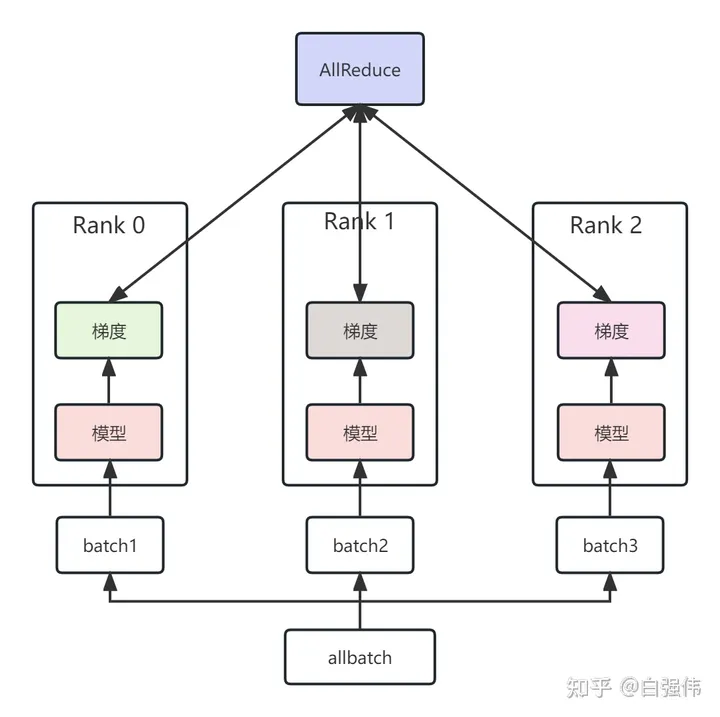 AllReduce
Rank 0
Rank 1
Rank 2
梯度
梯度
梯度
模型
模型
模型
batch1
batch2
batch3
allbatch
知乎 @白强伟